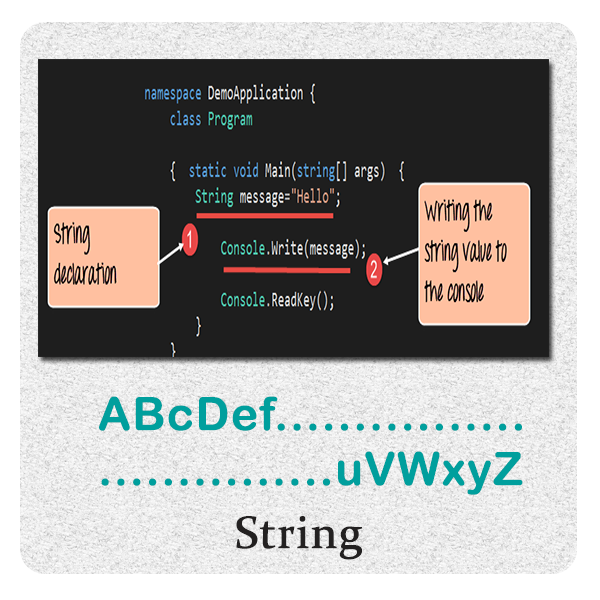 namespace DemoApplication {
class Program
{ static void Main(string[] args) {
String message="Hello";
String
declaration
1
Console.Write(message);
2
Writing the
string value to
the console
Console.ReadKey();
}
}
ABcDef................
...............uVWxyZ
String